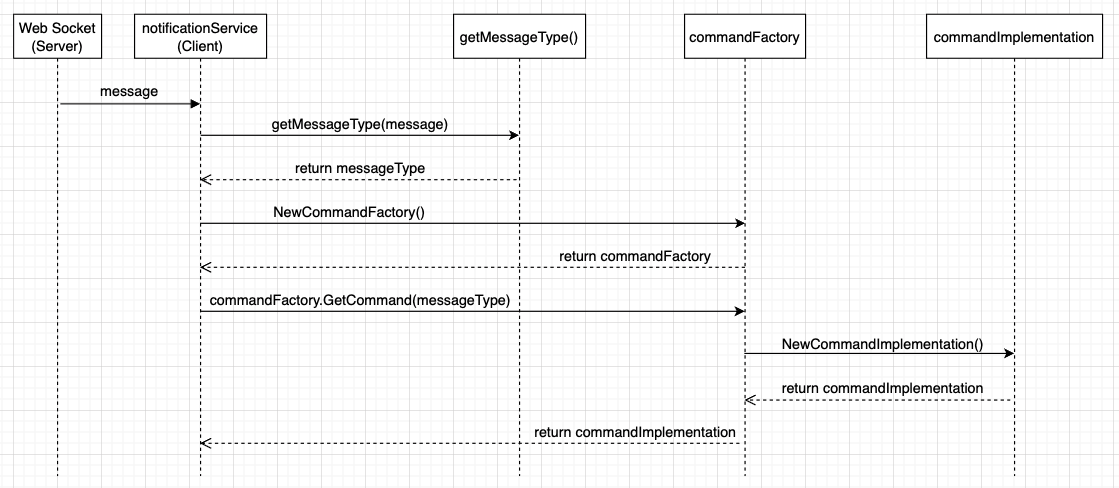 Web Socket
(Server)
notificationService
(Client)
getMessageType()
commandFactory
commandImplementation
message
getMessageType(message)
return messageType
NewCommandFactory()
return commandFactory
commandFactory.GetCommand(messageType)
NewCommandImplementation()
return commandImplementation
return commandImplementation